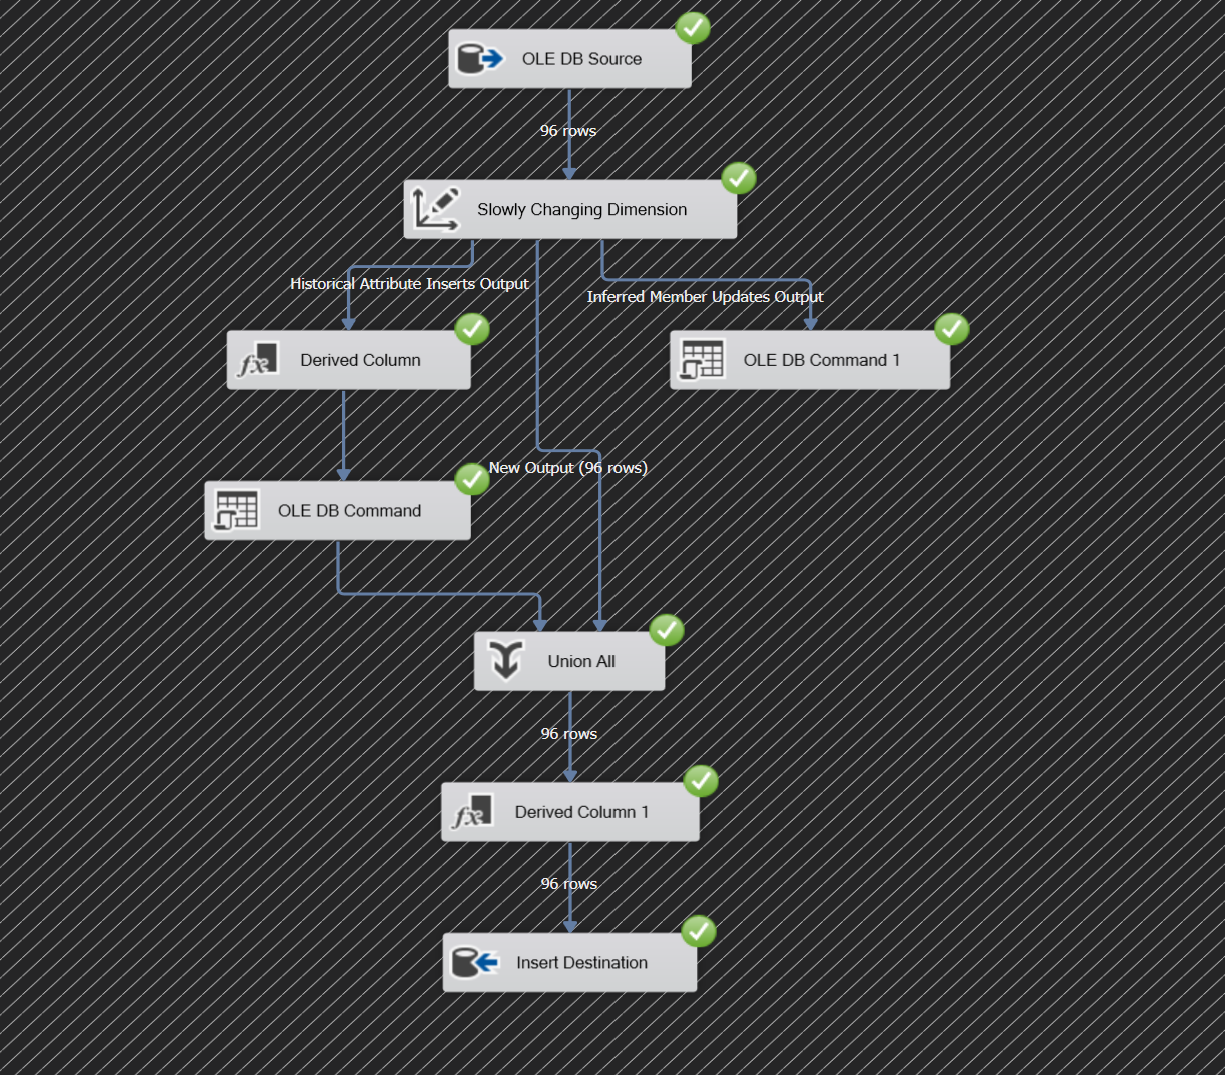 OLE DB Source
96 rows
Slowly Changing Dimension
Historical Attribute Inserts Output
Inferred Member Updates Output
Derived Column
OLE DB Command 1
New Output (96 rows)
OLE DB Command
Union All
96 rows
Derived Column 1
96 rows
Insert Destination